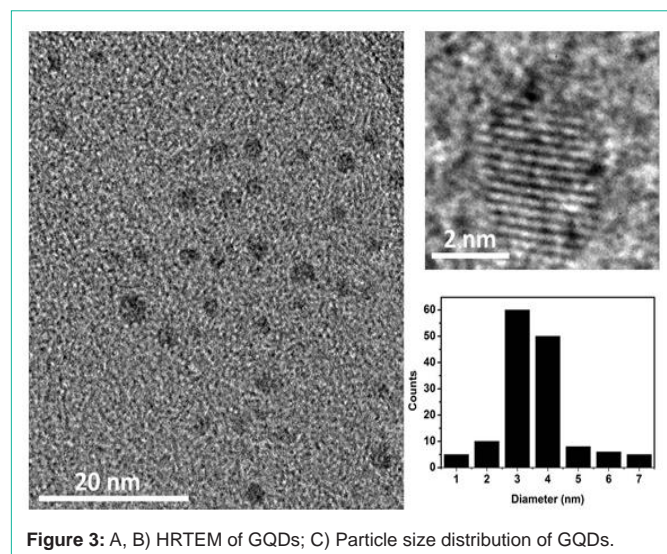 20 nm
2 nm
60
50
40
30
20
10
0
Counts
1 2 3 4 5 6 7
Diameter (nm)
Figure 3: A, B) HRTEM of GQDs; C) Particle size distribution of GQDs.